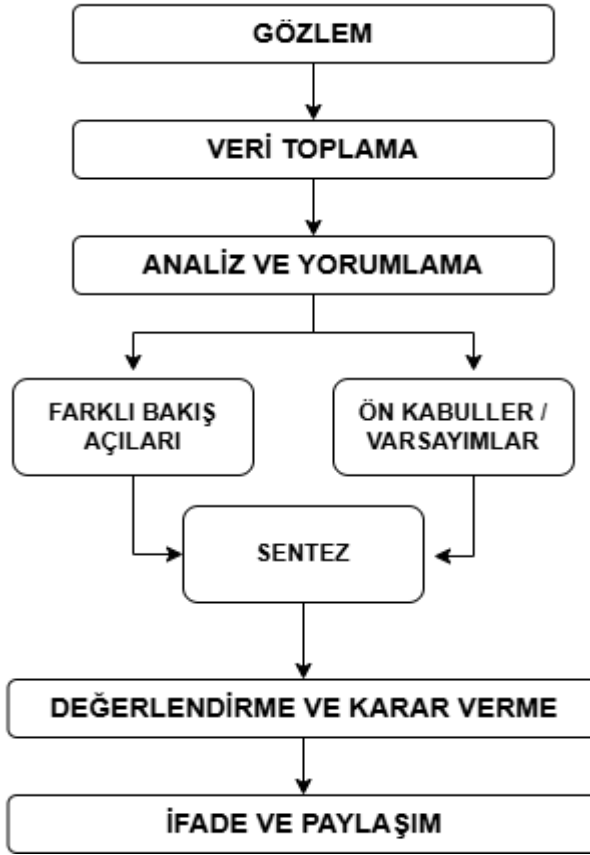 GÖZLEM
VERİ TOPLAMA
ANALİZ VE YORUMLAMA
FARKLI BAKIŞ
AÇILARI
ÖN KABULLER /
VARSAYIMLAR
SENTEZ
DEĞERLENDİRME VE KARAR VERME
İFADE VE PAYLAŞIM